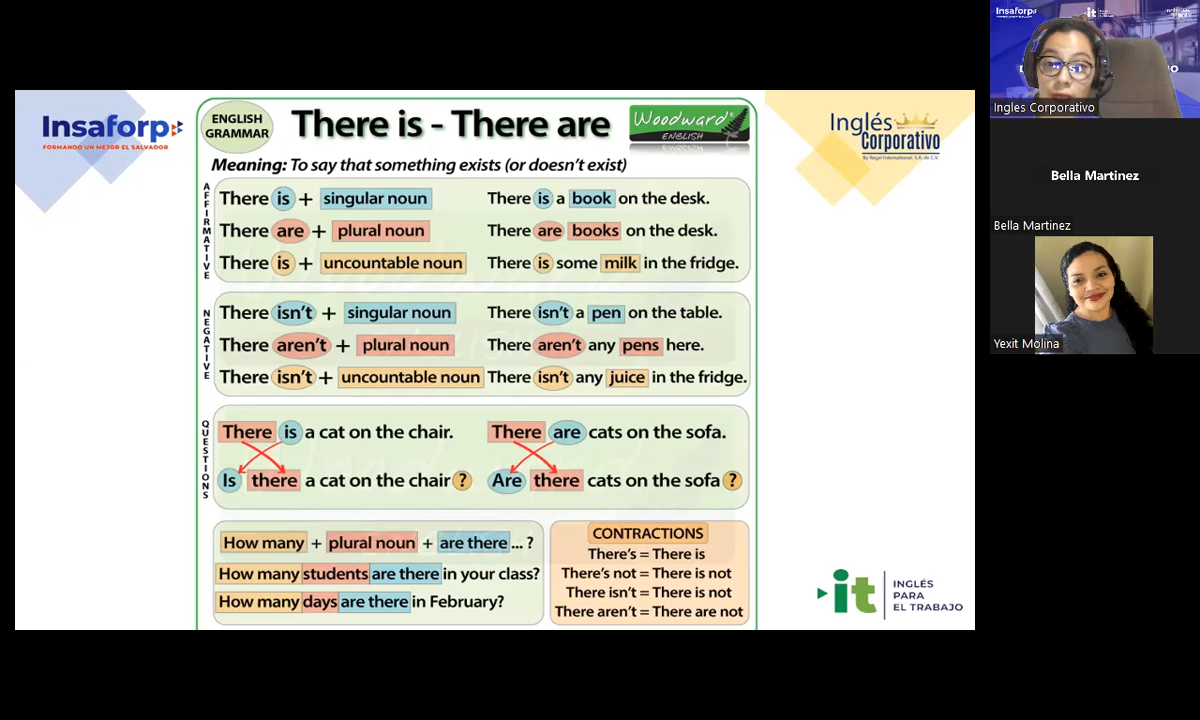 Insaforp
FORMANDO UN MEJOR EL SALVADOR
ENGLISH
GRAMMAR
There is - There are
Woodward®
ENGLISH
Inglés
Corporativo
By Regal International, S.A. de C.V.
Meaning: To say that something exists (or doesn't exist)
AFFIRMATIVE
There is + singular noun There is a book on the desk.
There are + plural noun There are books on the desk.
There is + uncountable noun There is some milk in the fridge.
NEGATIVE
There isn't + singular noun There isn't a pen on the table.
There aren't + plural noun There aren't any pens here.
There isn't + uncountable noun There isn't any juice in the fridge.
QUESTIONS
There is a cat on the chair. There are cats on the sofa.
Is there a cat on the chair ? Are there cats on the sofa ?
How many + plural noun + are there ... ?
How many students are there in your class?
How many days are there in February?
CONTRACTIONS
There's = There is
There's not = There is not
There isn't = There is not
There aren't = There are not
it
INGLÉS
PARA
EL TRABAJO
Insaforp
it
Ingles Corporativo
Bella Martinez
Bella Martinez
Yexit Molina